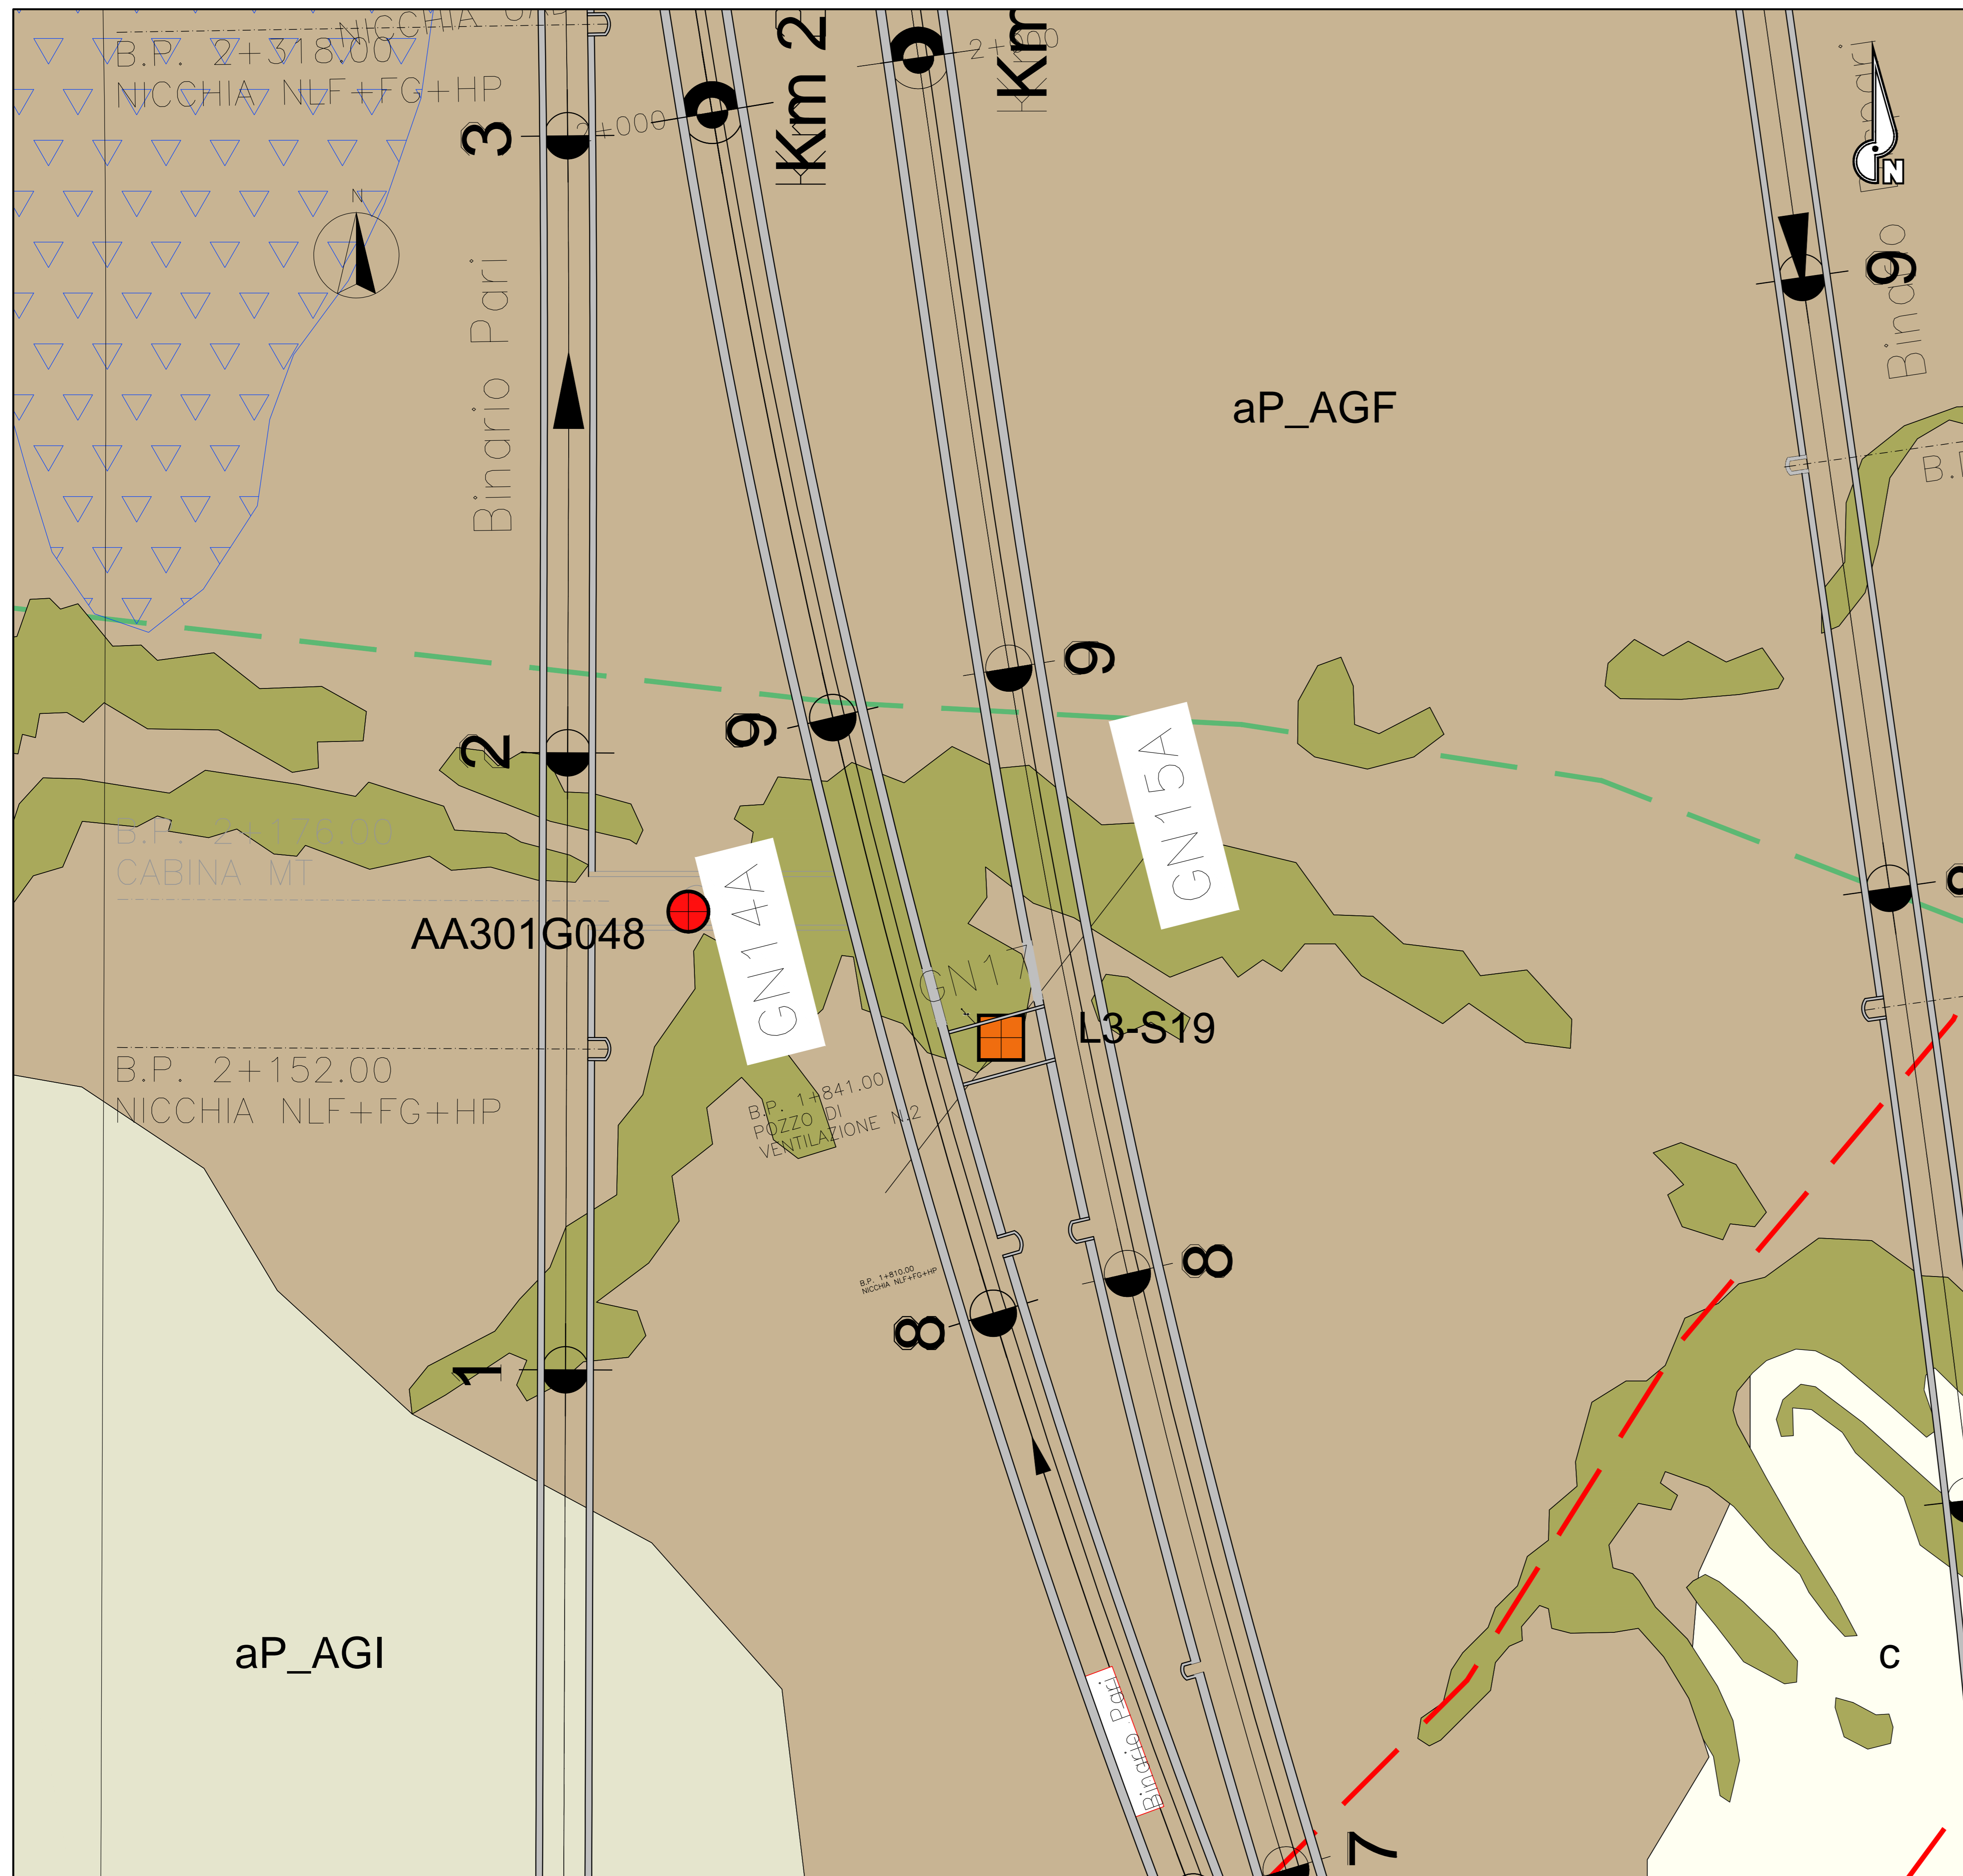 B.P. 2+318.00
NICCHIA NLF+FG+HP
NICCHIA
N
3
2+000
Km 2
Km
Binario Pari
N
9
aP_AGF
9
9
2
B.P. 2+176.00
CABINA MT
GN14A
GN15A
AA301G048
GN17
L3-S19
B.P. 2+152.00
NICCHIA NLF+FG+HP
B.P. 1+841.00
POZZO DI
VENTILAZIONE N.2
B.P. 1+810.00
NICCHIA NLF+FG+HP
8
8
1
aP_AGI
c
Binario Pari
7